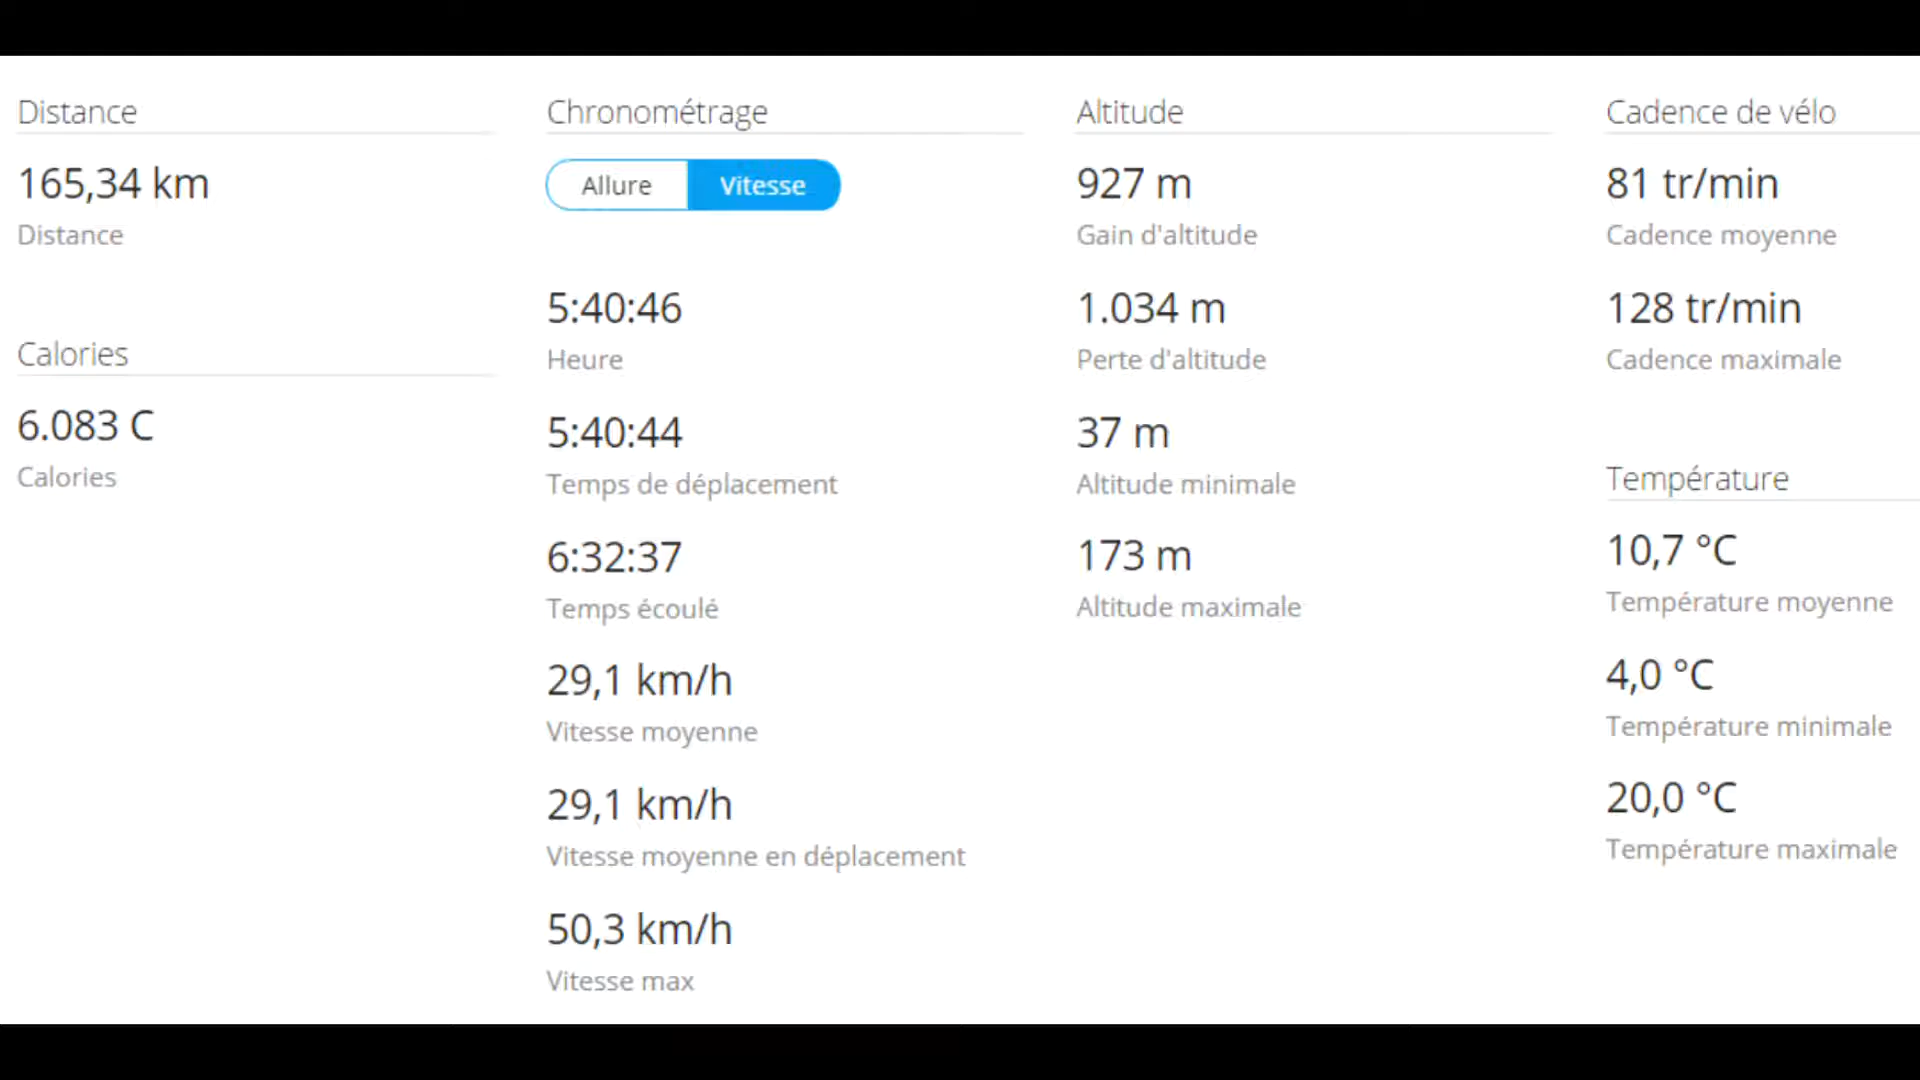 Distance
165,34 km
Distance
Calories
6.083 C
Calories
Chronométrage
Allure
Vitesse
5:40:46
Heure
5:40:44
Temps de déplacement
6:32:37
Temps écoulé
29,1 km/h
Vitesse moyenne
29,1 km/h
Vitesse moyenne en déplacement
50,3 km/h
Vitesse max
Altitude
927 m
Gain d'altitude
1.034 m
Perte d'altitude
37 m
Altitude minimale
173 m
Altitude maximale
Cadence de vélo
81 tr/min
Cadence moyenne
128 tr/min
Cadence maximale
Température
10,7 °C
Température moyenne
4,0 °C
Température minimale
20,0 °C
Température maximale